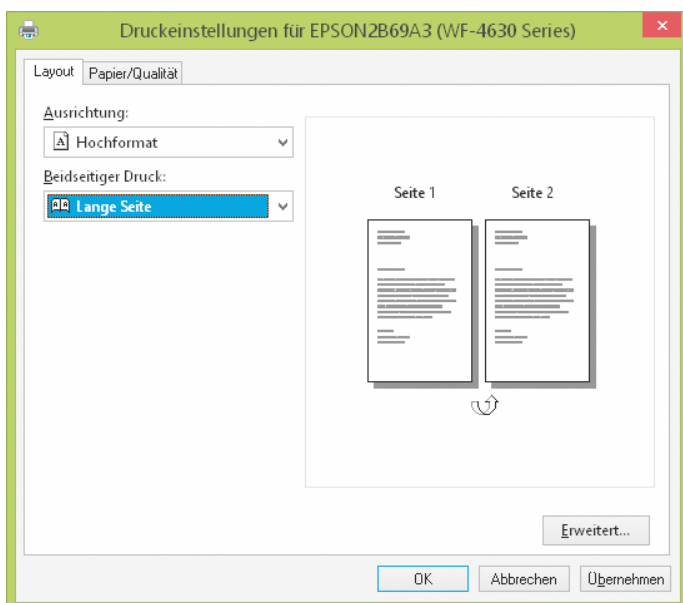 Druckeinstellungen für EPSON2B69A3 (WF-4630 Series)
Layout
Papier/Qualität
Ausrichtung:
Hochformat
Beidseitiger Druck:
Lange Seite
Seite 1
Seite 2
Erweitert...
OK
Abbrechen
Übernehmen